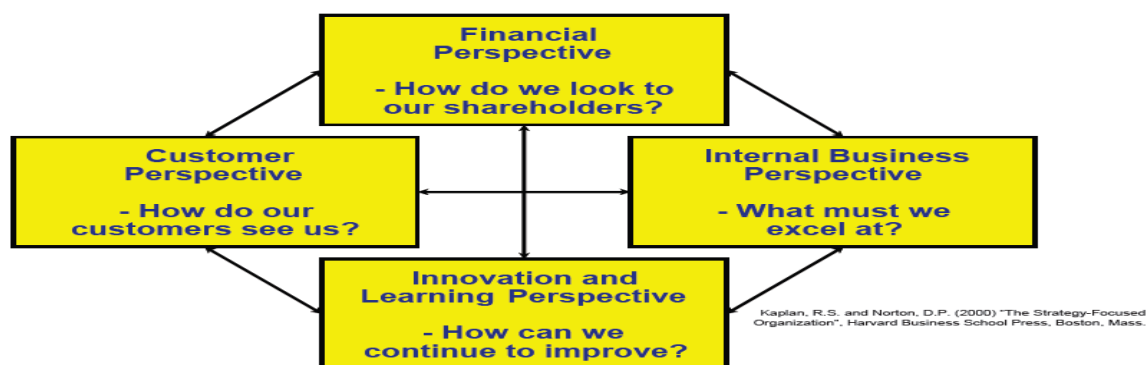 Financial
Perspective
- How do we look to
our shareholders?
Customer
Perspective
- How do our
customers see us?
Internal Business
Perspective
- What must we
excel at?
Innovation and
Learning Perspective
- How can we
continue to improve?
Kaplan, R.S. and Norton, D.P. (2000) "The Strategy-Focused
Organization", Harvard Business School Press, Boston, Mass.